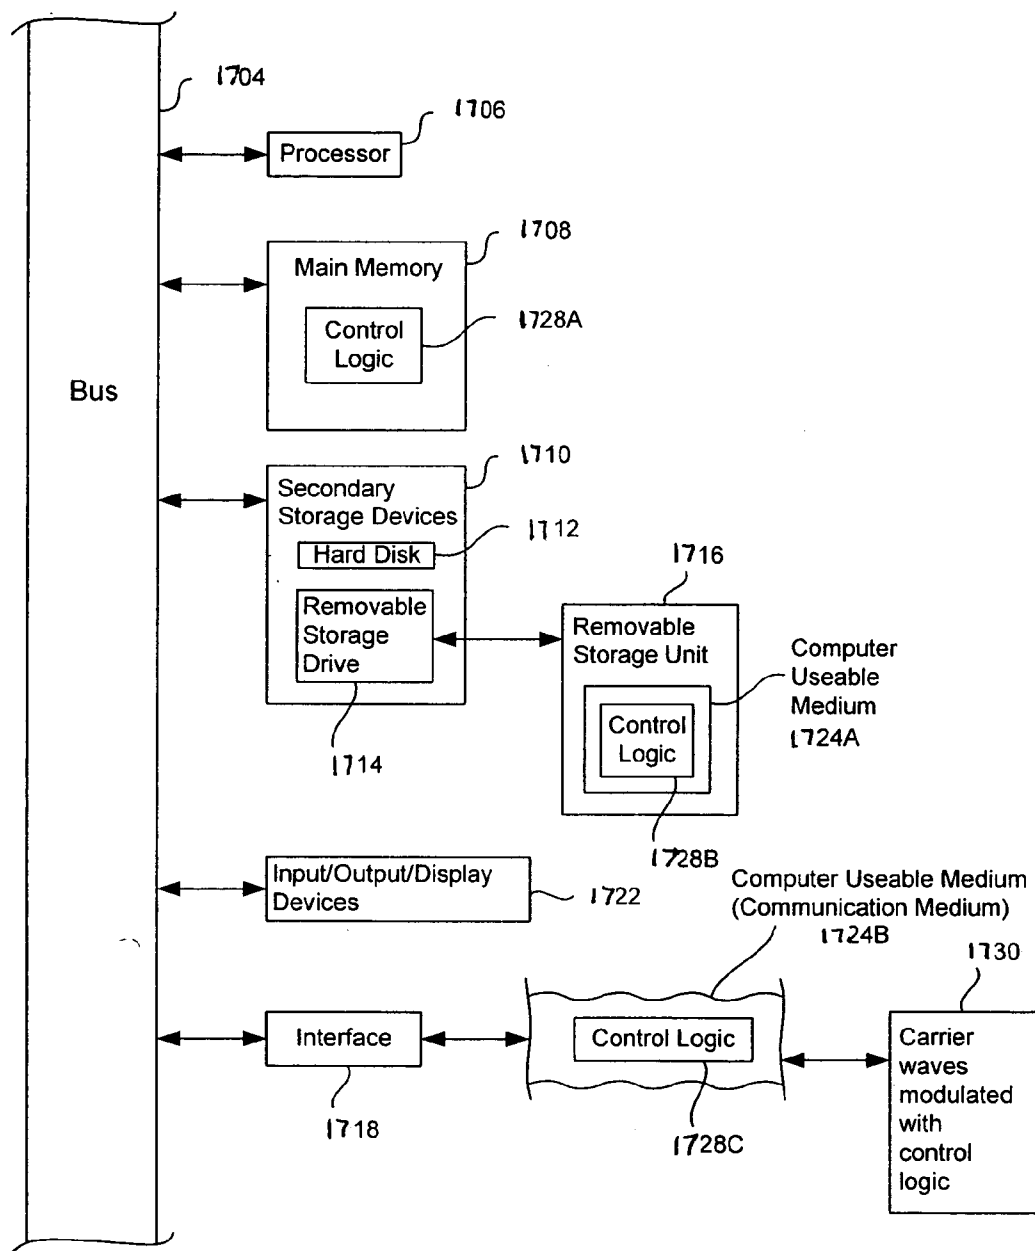 1704
1706
Processor
1708
Main Memory
1728A
Control
Logic
Bus
1710
Secondary
Storage Devices
1712
Hard Disk
1716
Removable
Storage
Drive
Removable
Storage Unit
Computer
Useable
Medium
1724A
Control
Logic
1714
1728B
Input/Output/Display
Devices
1722
Computer Useable Medium
(Communication Medium)
1724B
1730
Interface
Control Logic
Carrier
waves
modulated
with
control
logic
1718
1728C